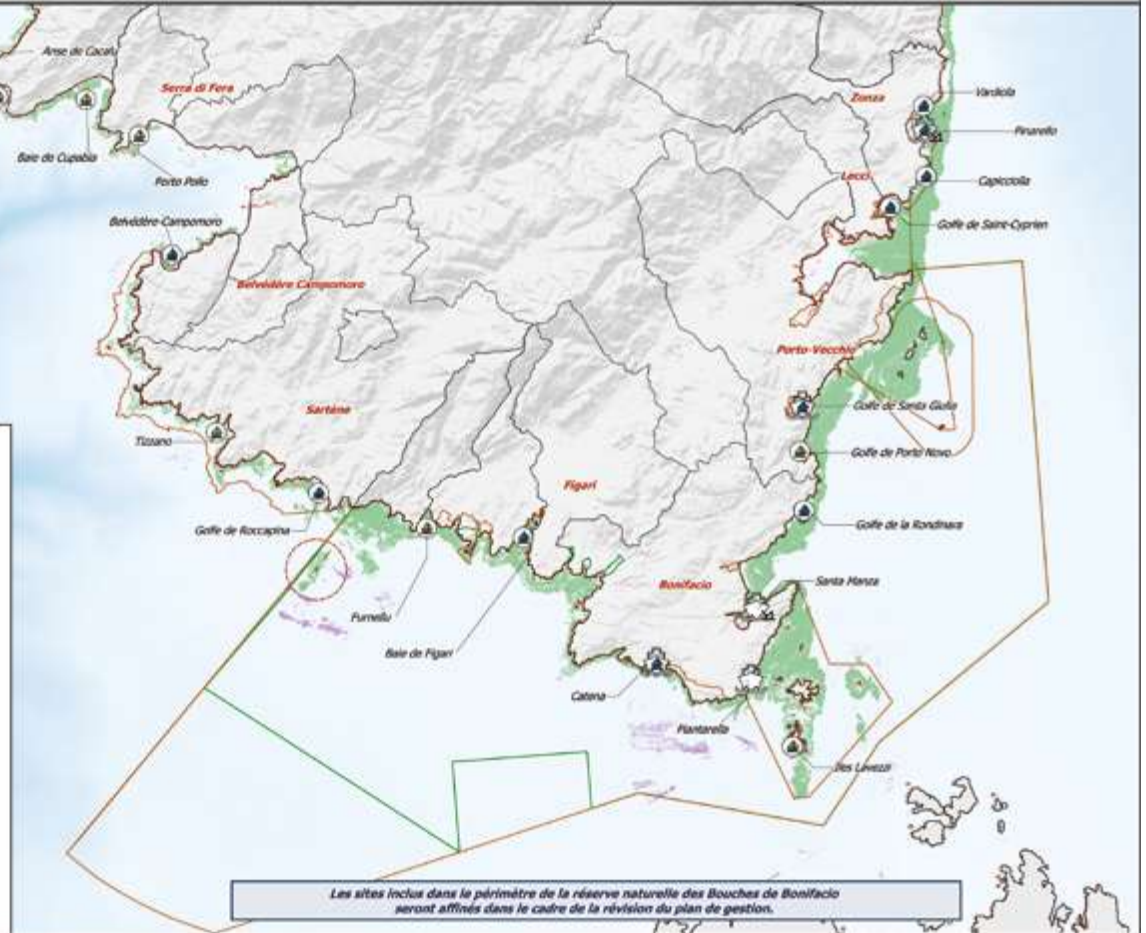 Anse de Cacalu
Serra di Fera
Zonza
Vardiola
Pinarello
Baie de Cupabia
Porto Pollo
Lecci
Capicciola
Belvédère-Campomoro
Golfe de Saint-Cyprien
Belvédère Campomoro
Porto-Vecchio
Sartène
Golfe de Santa Giulia
Tizzano
Golfe de Porto Novo
Figari
Golfe de Roccapina
Golfe de la Rondinara
Bonifacio
Santa Manza
Furnellu
Baie de Figari
Catena
Piantarella
Iles Lavezzi
Les sites inclus dans le périmètre de la réserve naturelle des Bouches de Bonifacio
seront affinés dans le cadre de la révision du plan de gestion.